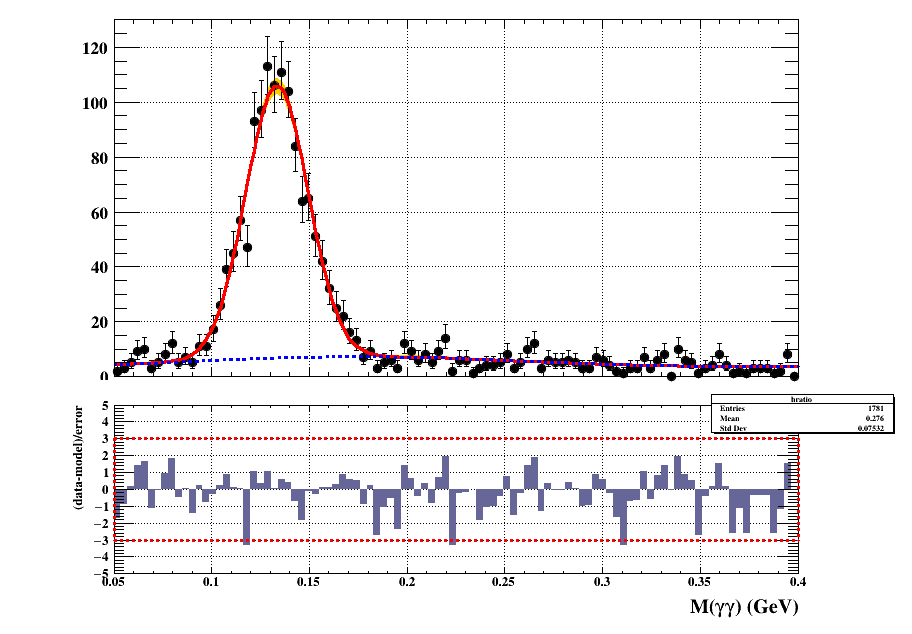 120
100
80
60
40
20
0
hratio
Entries 1781
Mean 0.276
Std Dev 0.07532
(data-model)/error
5
4
3
2
1
0
−1
−2
−3
−4
−5
0.05 0.1 0.15 0.2 0.25 0.3 0.35 0.4
M(γγ) (GeV)